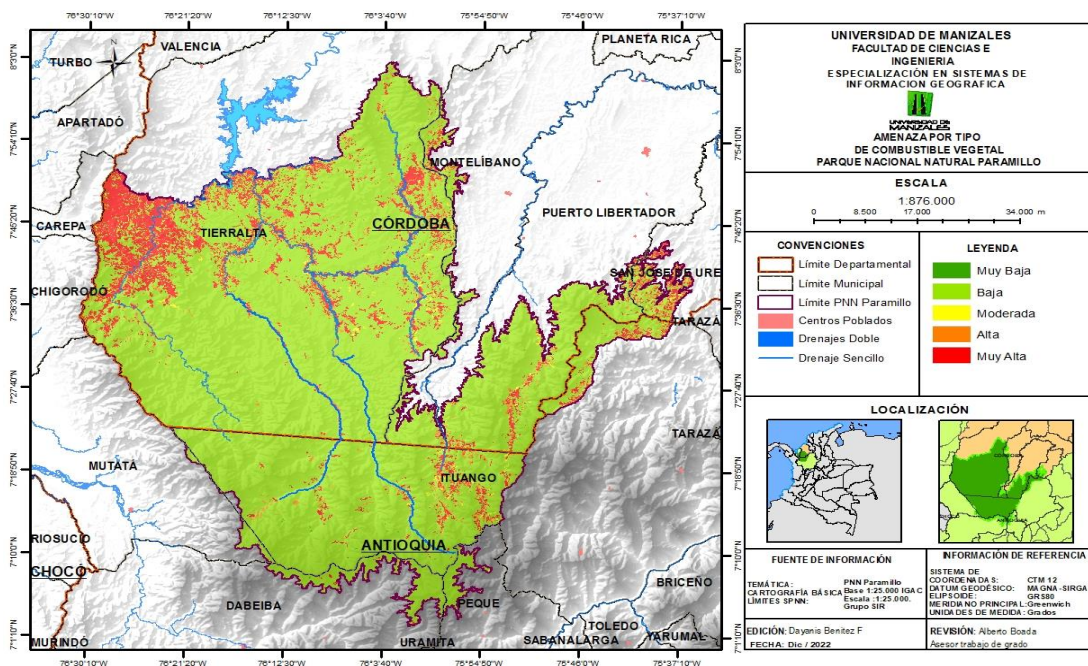 76°30'10"W 76°21'20"W 76°12'30"W 76°3'40"W 75°54'50"W 75°46'0"W 75°37'10"W
8°3'0"N
7°54'10"N
7°45'20"N
7°36'30"N
7°27'40"N
7°18'50"N
7°10'0"N
7°1'10"N
N
VALENCIA
PLANETA RICA
TURBO
APARTADÓ
MONTELÍBANO
PUERTO LIBERTADOR
CAREPA
CÓRDOBA
TIERRALTA
SAN JOSE DE URE
CHIGORODÓ
TARAZÁ
TARAZÁ
MUTATÁ
ITUANGO
RIOSUCIO
ANTIOQUIA
CHOCÓ
BRICEÑO
DABEIBA
PEQUE
TOLEDO
MURINDÓ
URAMITA
SABANALARGA
YARUMAL
8°3'0"N
7°54'10"N
7°45'20"N
7°36'30"N
7°27'40"N
7°18'50"N
7°10'0"N
7°1'10"N
76°30'10"W 76°21'20"W 76°12'30"W 76°3'40"W 75°54'50"W 75°46'0"W 75°37'10"W
UNIVERSIDAD DE MANIZALES
FACULTAD DE CIENCIAS E
INGENIERIA
ESPECIALIZACIÓN EN SISTEMAS DE
INFORMACION GEOGRAFICA
UNIVERSIDAD DE
MANIZALES
AMENAZA POR TIPO
DE COMBUSTIBLE VEGETAL
PARQUE NACIONAL NATURAL PARAMILLO
ESCALA
1:876.000
0 8.500 17.000 34.000 m
CONVENCIONES
Límite Departamental
Límite Municipal
Límite PNN Paramillo
Centros Poblados
Drenajes Doble
Drenaje Sencillo
LEYENDA
Muy Baja
Baja
Moderada
Alta
Muy Alta
LOCALIZACIÓN
CORDOBA
ANTIOQUIA
FUENTE DE INFORMACIÓN
TEMÁTICA: PNN Paramillo
CARTOGRAFÍA BÁSICA Base 1:25.000 IGAC
LÍMITES SPNN: Escala :1:25.000.
Grupo SIR
INFORMACIÓN DE REFERENCIA
SISTEMA DE
COORDENADAS: CTM 12
DATUM GEODÉSICO: MAGNA-SIRGA
ELIPSOIDE: GRS80
MERIDIANO PRINCIPAL: Greenwich
UNIDADES DE MEDIDA: Grados
EDICIÓN: Dayanis Benitez F
FECHA: Dic / 2022
REVISIÓN: Alberto Boada
Asesor trabajo de grado